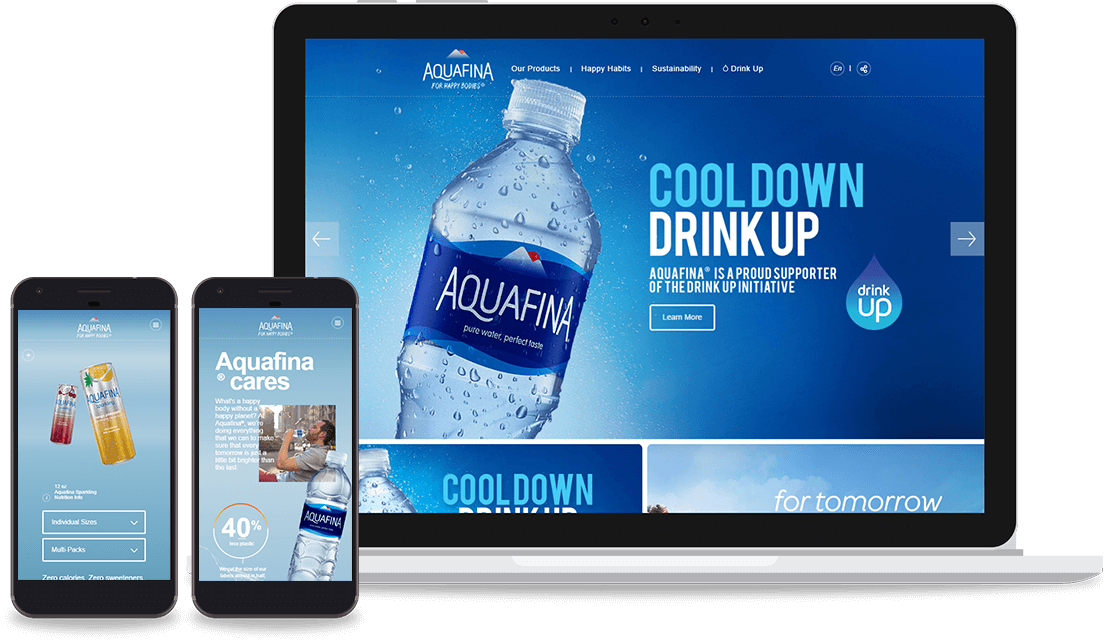 AQUAFINA
FOR HAPPY BODIES®
Our Products | Happy Habits | Sustainability | Drink Up
En |
COOL DOWN
DRINK UP
AQUAFINA® IS A PROUD SUPPORTER
OF THE DRINK UP INITIATIVE
Learn More
drink
UP
AQUAFINA
pure water, perfect taste
COOL DOWN
DRINK UP
for tomorrow
AQUAFINA
FOR HAPPY BODIES®
AQUAFINA
AQUAFINA
12 oz
Aquafina Sparkling
Nutrition Info
Individual Sizes
Multi-Packs
Zero calories. Zero sweeteners.
AQUAFINA
FOR HAPPY BODIES®
Aquafina
® cares
What's a happy
body without a
happy planet? At
Aquafina®, we're
doing everything
that we can to make
sure that every
tomorrow is just a
little bit brighter than
the last.
40%
less plastic
AQUAFINA